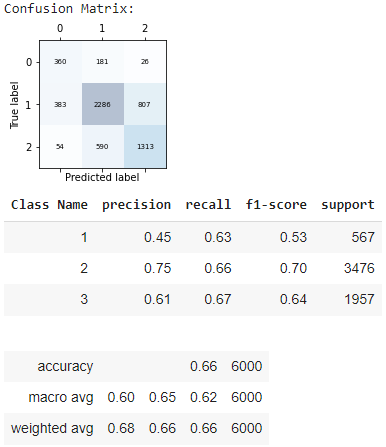 Confusion Matrix:
0 1 2
0 360 181 26
1 383 2286 807
2 54 590 1313
True label
Predicted label
Class Name precision recall f1-score support
1 0.45 0.63 0.53 567
2 0.75 0.66 0.70 3476
3 0.61 0.67 0.64 1957
accuracy 0.66 6000
macro avg 0.60 0.65 0.62 6000
weighted avg 0.68 0.66 0.66 6000